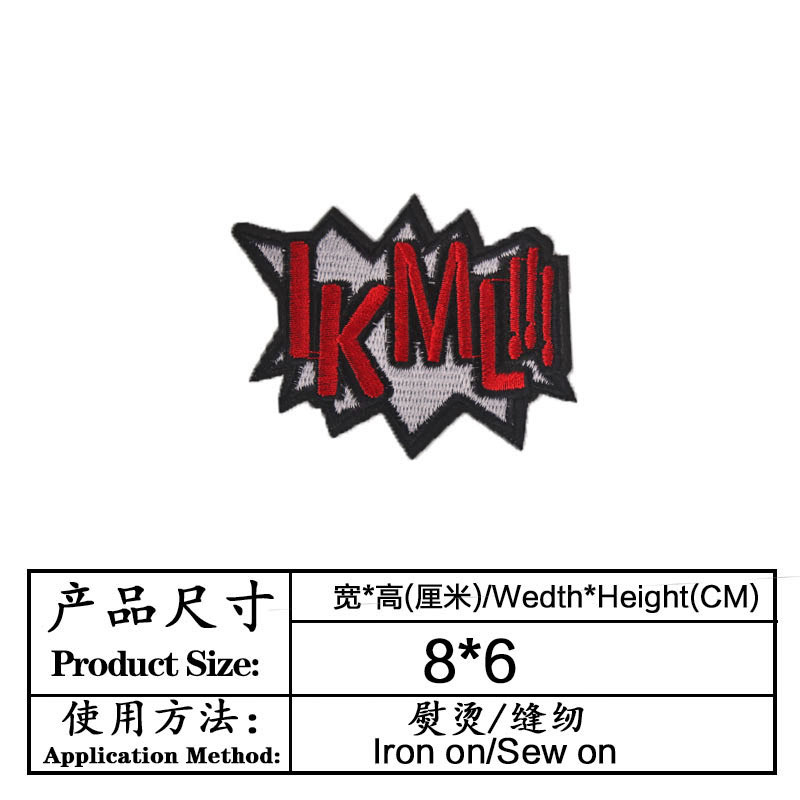 IKML!!!
产品尺寸
Product Size:
宽*高(厘米)/Wedth*Height(CM)
8*6
使用方法：
Application Method:
熨烫/缝纫
Iron on/Sew on